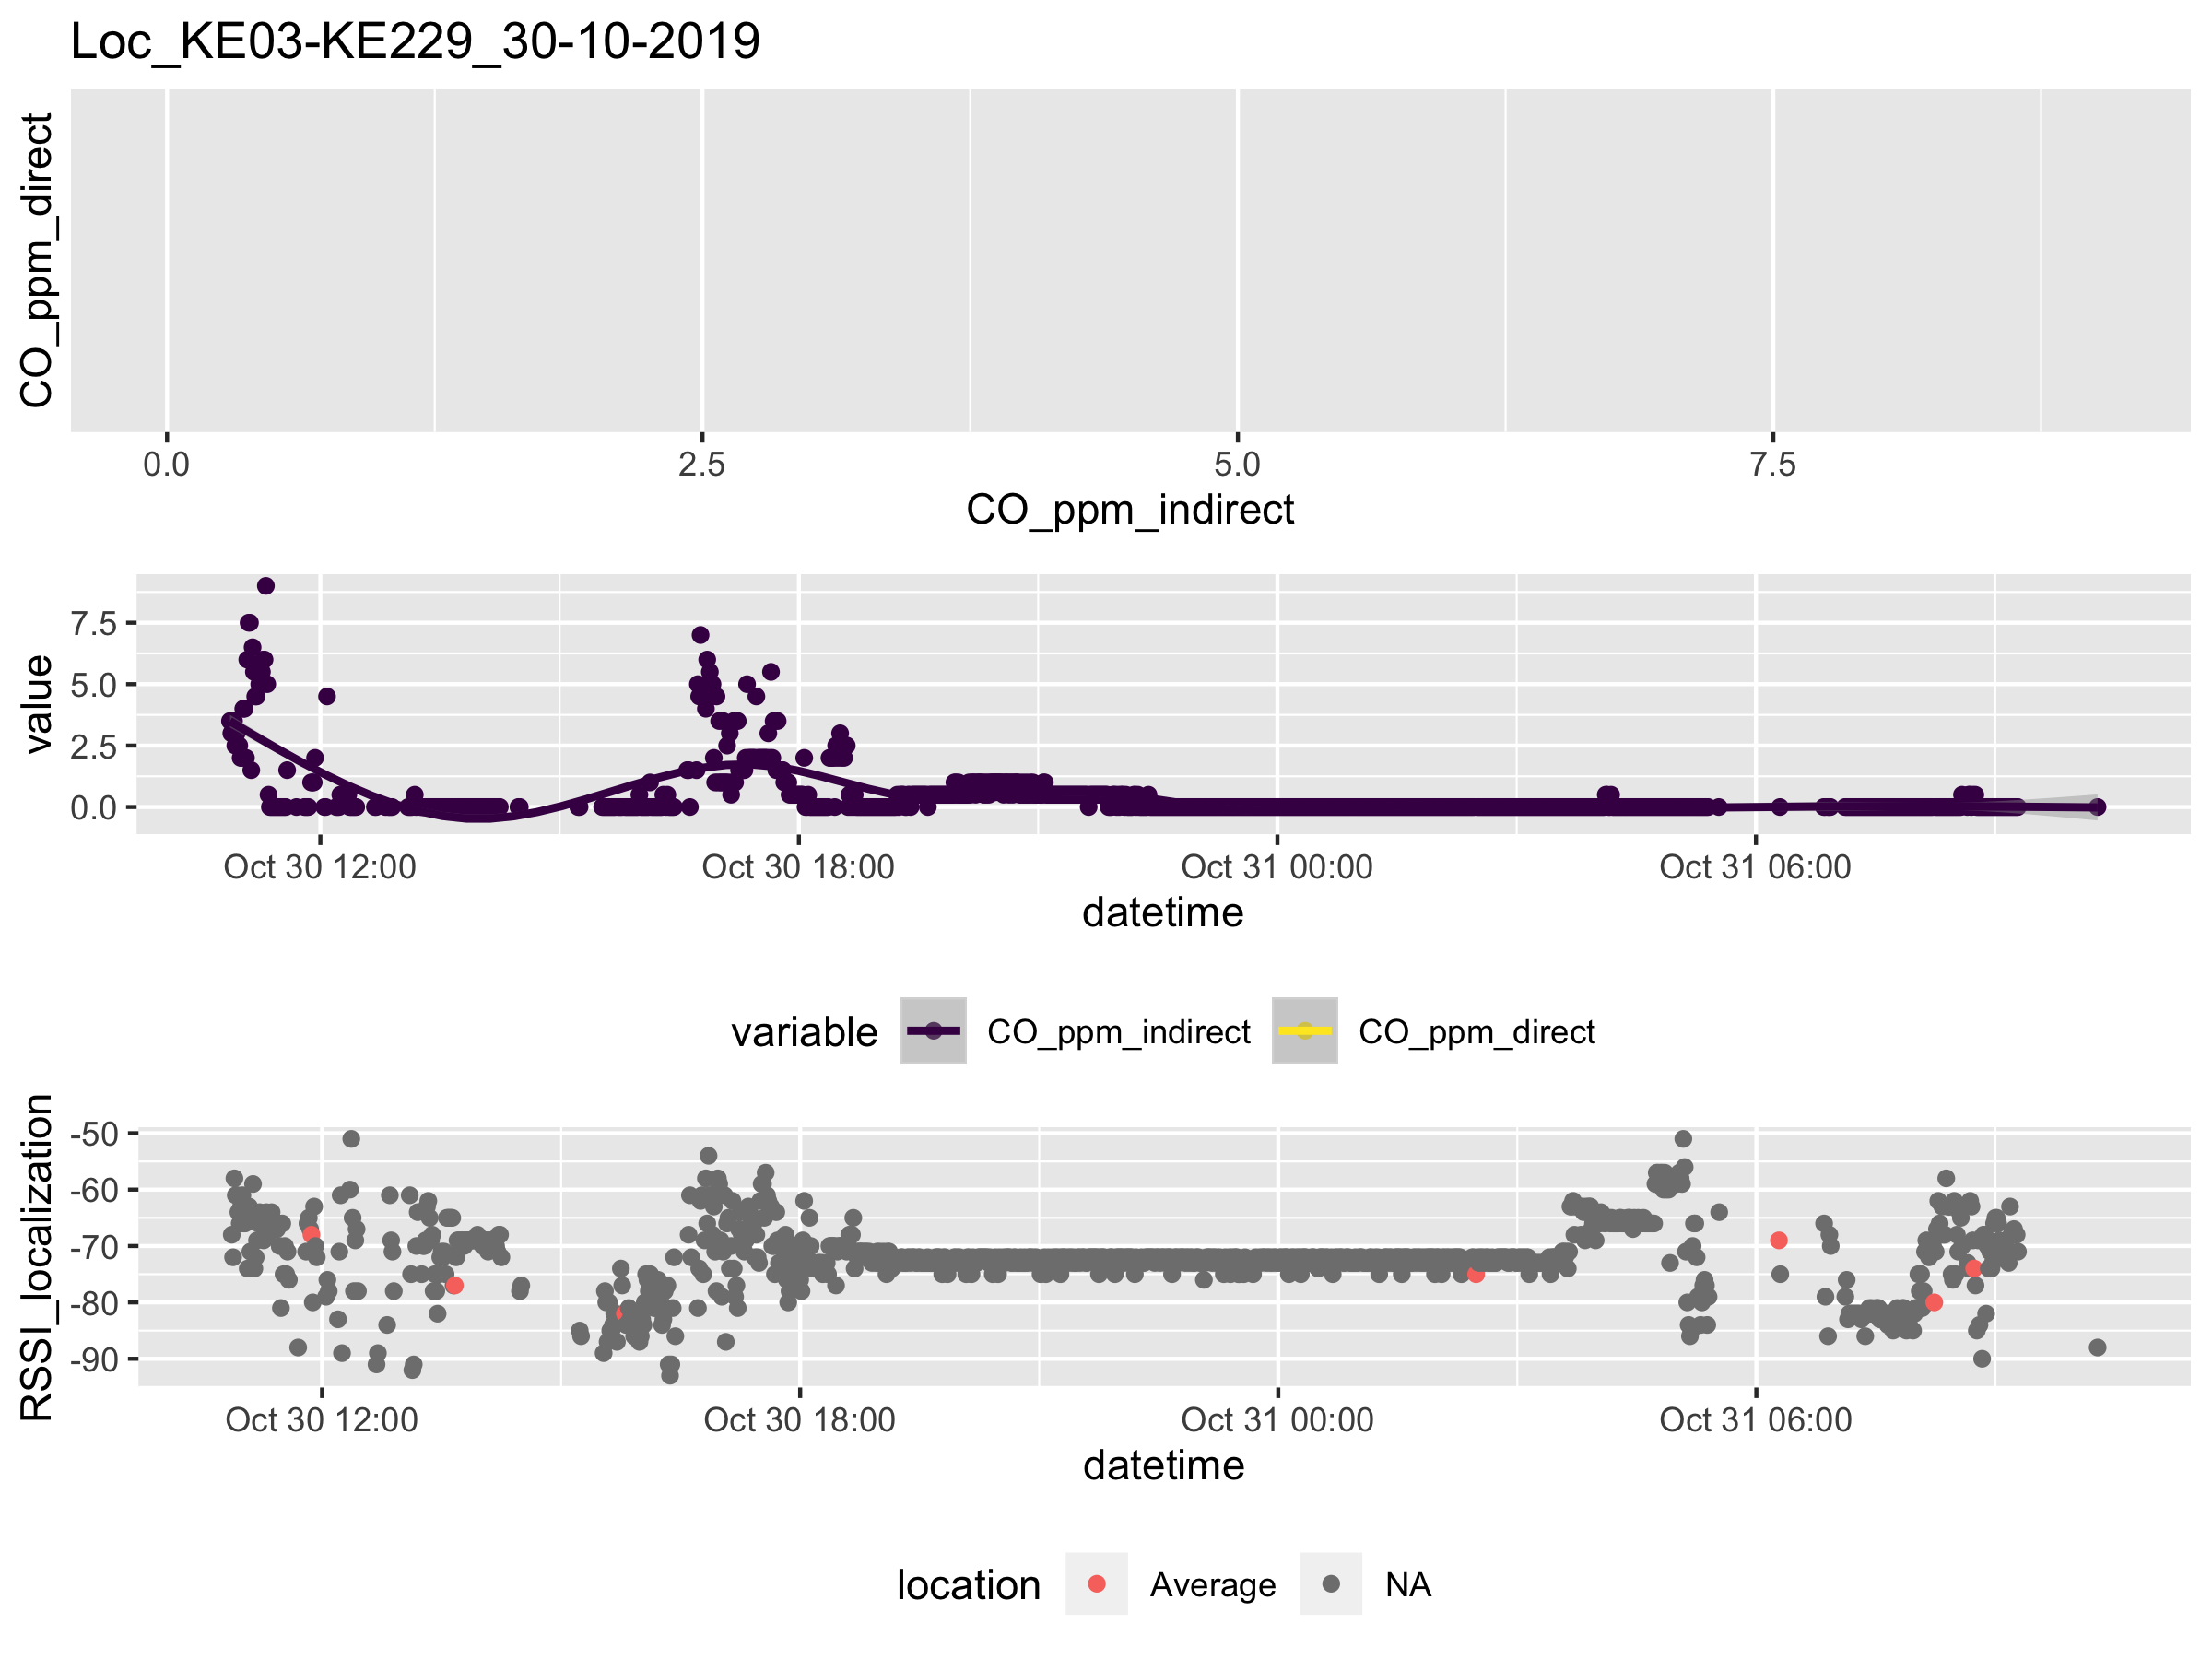 Loc_KE03-KE229_30-10-2019
CO_ppm_direct
0.0 2.5 5.0 7.5
CO_ppm_indirect
value
7.5
5.0
2.5
0.0
Oct 30 12:00 Oct 30 18:00 Oct 31 00:00 Oct 31 06:00
datetime
variable CO_ppm_indirect CO_ppm_direct
RSSI_localization
-50
-60
-70
-80
-90
Oct 30 12:00 Oct 30 18:00 Oct 31 00:00 Oct 31 06:00
datetime
location Average NA